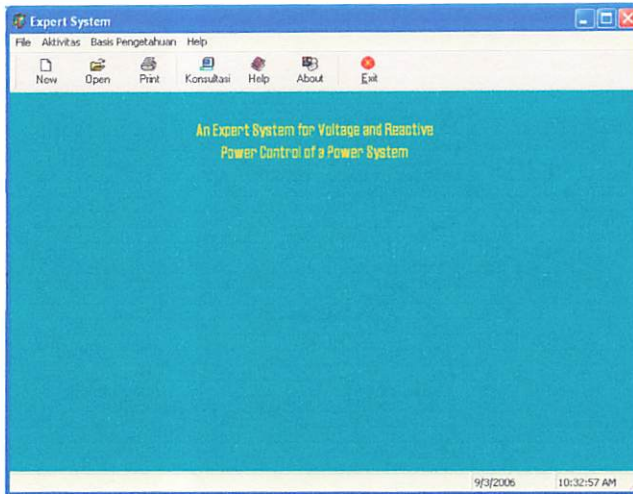 Expert System
File Aktivitas Basis Pengetahuan Help
New Open Print Konsultasi Help About Exit
An Expert System for Voltage and Reactive
Power Control of a Power System
9/3/2006 10:32:57 AM